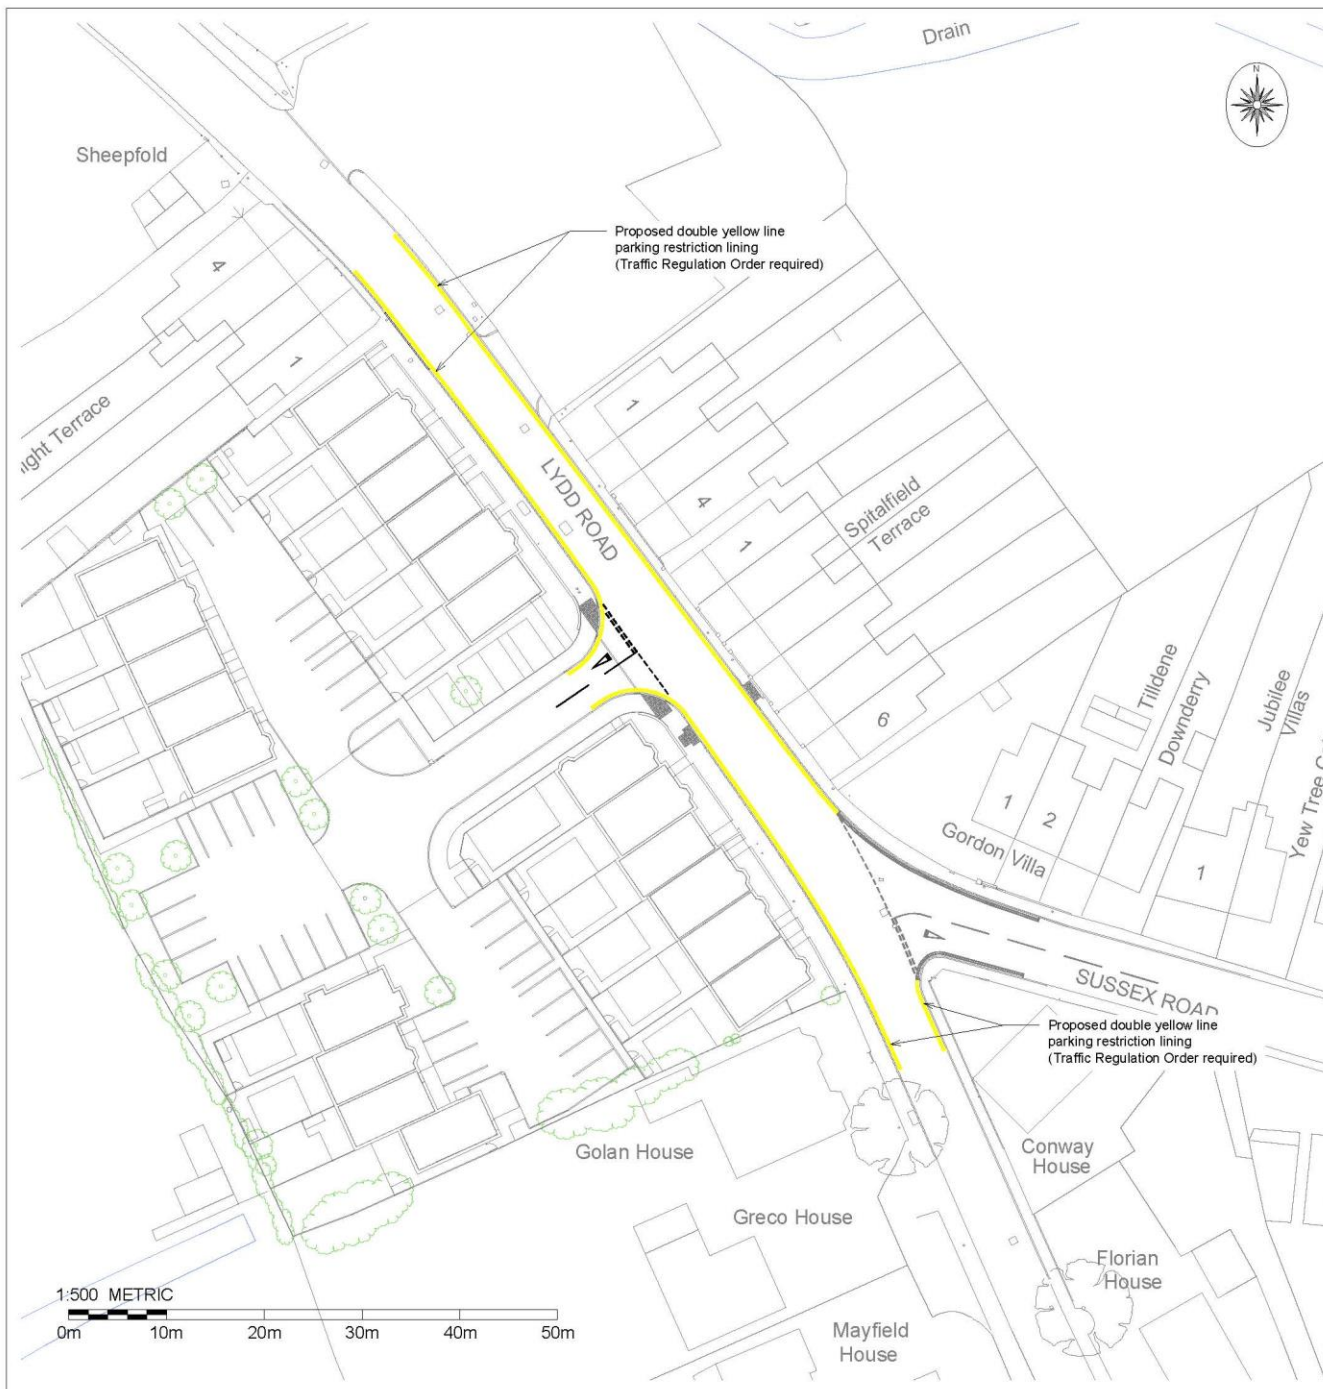 Drain
N
Sheepfold
Proposed double yellow line
parking restriction lining
(Traffic Regulation Order required)
4
1
ight Terrace
1
LYDD ROAD
4
Spitalfield
Terrace
1
6
Tilldene
Downderry
Jubilee
Villas
Yew Tree
1
2
Gordon Villa
1
SUSSEX ROAD
Proposed double yellow line
parking restriction lining
(Traffic Regulation Order required)
Golan House
Conway
House
Greco House
Florian
House
Mayfield
House
1:500 METRIC
0m 10m 20m 30m 40m 50m